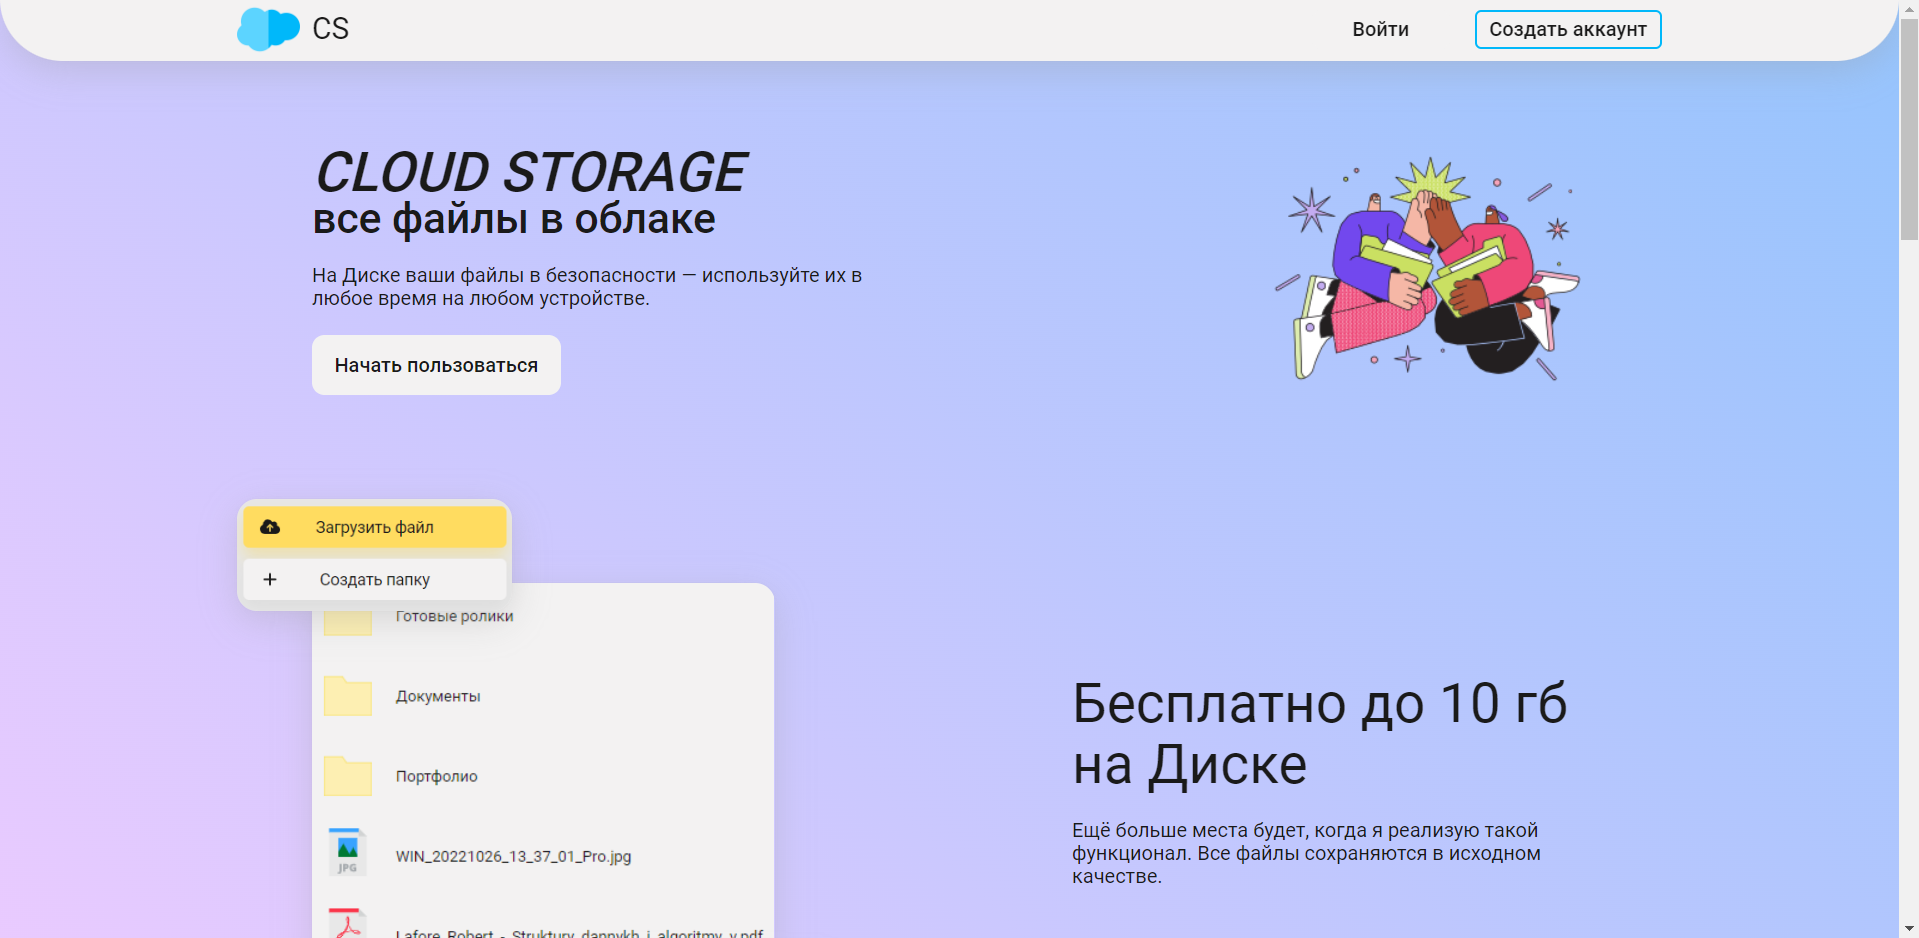 CS
Войти
Создать аккаунт
CLOUD STORAGE
все файлы в облаке
На Диске ваши файлы в безопасности — используйте их в
любое время на любом устройстве.
Начать пользоваться
Загрузить файл
Создать папку
Готовые ролики
Документы
Портфолио
JPG
WIN_20221026_13_37_01_Pro.jpg
Lafore_Robert_-_Struktury_dannykh_i_algoritmy_v.pdf
Бесплатно до 10 гб
на Диске
Ещё больше места будет, когда я реализую такой
функционал. Все файлы сохраняются в исходном
качестве.